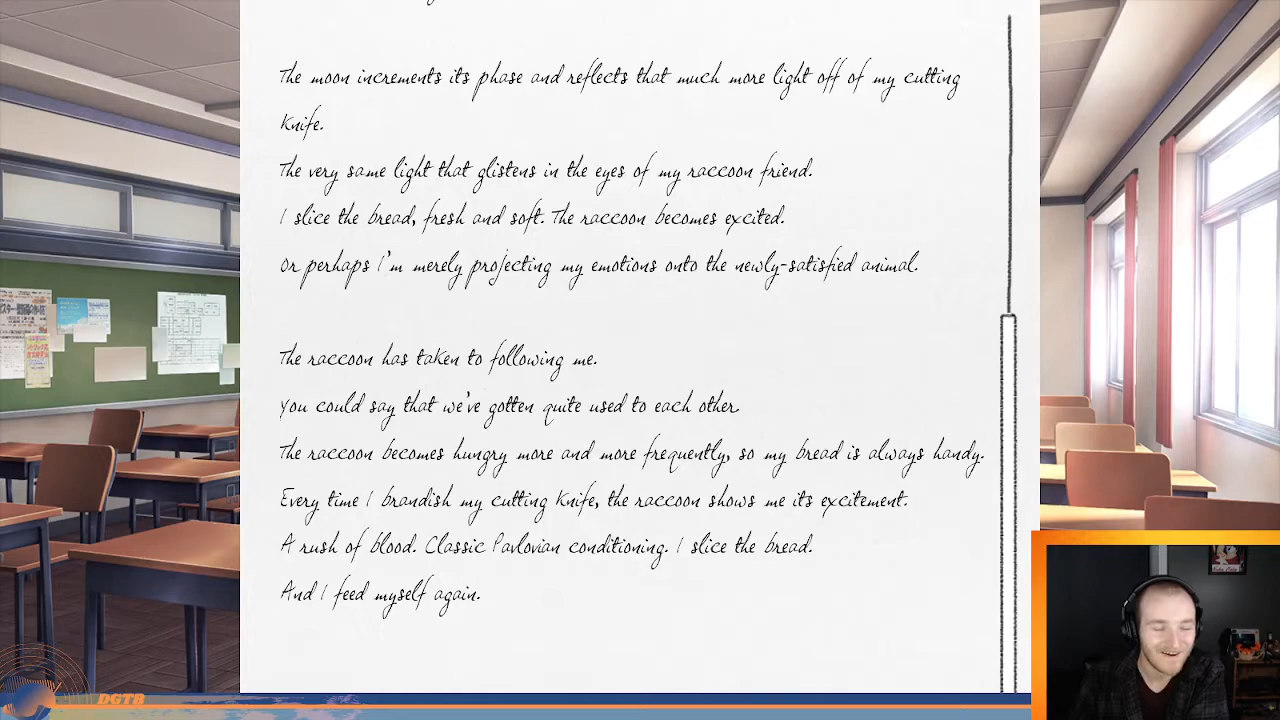 The moon increments its phase and reflects that much more light off of my cutting
knife.
The very same light that glistens in the eyes of my raccoon friend.
I slice the bread, fresh and soft. The raccoon becomes excited.
Or perhaps I'm merely projecting my emotions onto the newly-satisfied animal.
The raccoon has taken to following me.
You could say that we've gotten quite used to each other.
The raccoon becomes hungry more and more frequently, so my bread is always handy.
Every time I brandish my cutting knife, the raccoon shows me its excitement.
A rush of blood. Classic Pavlovian conditioning. I slice the bread.
And I feed myself again.
DGTB